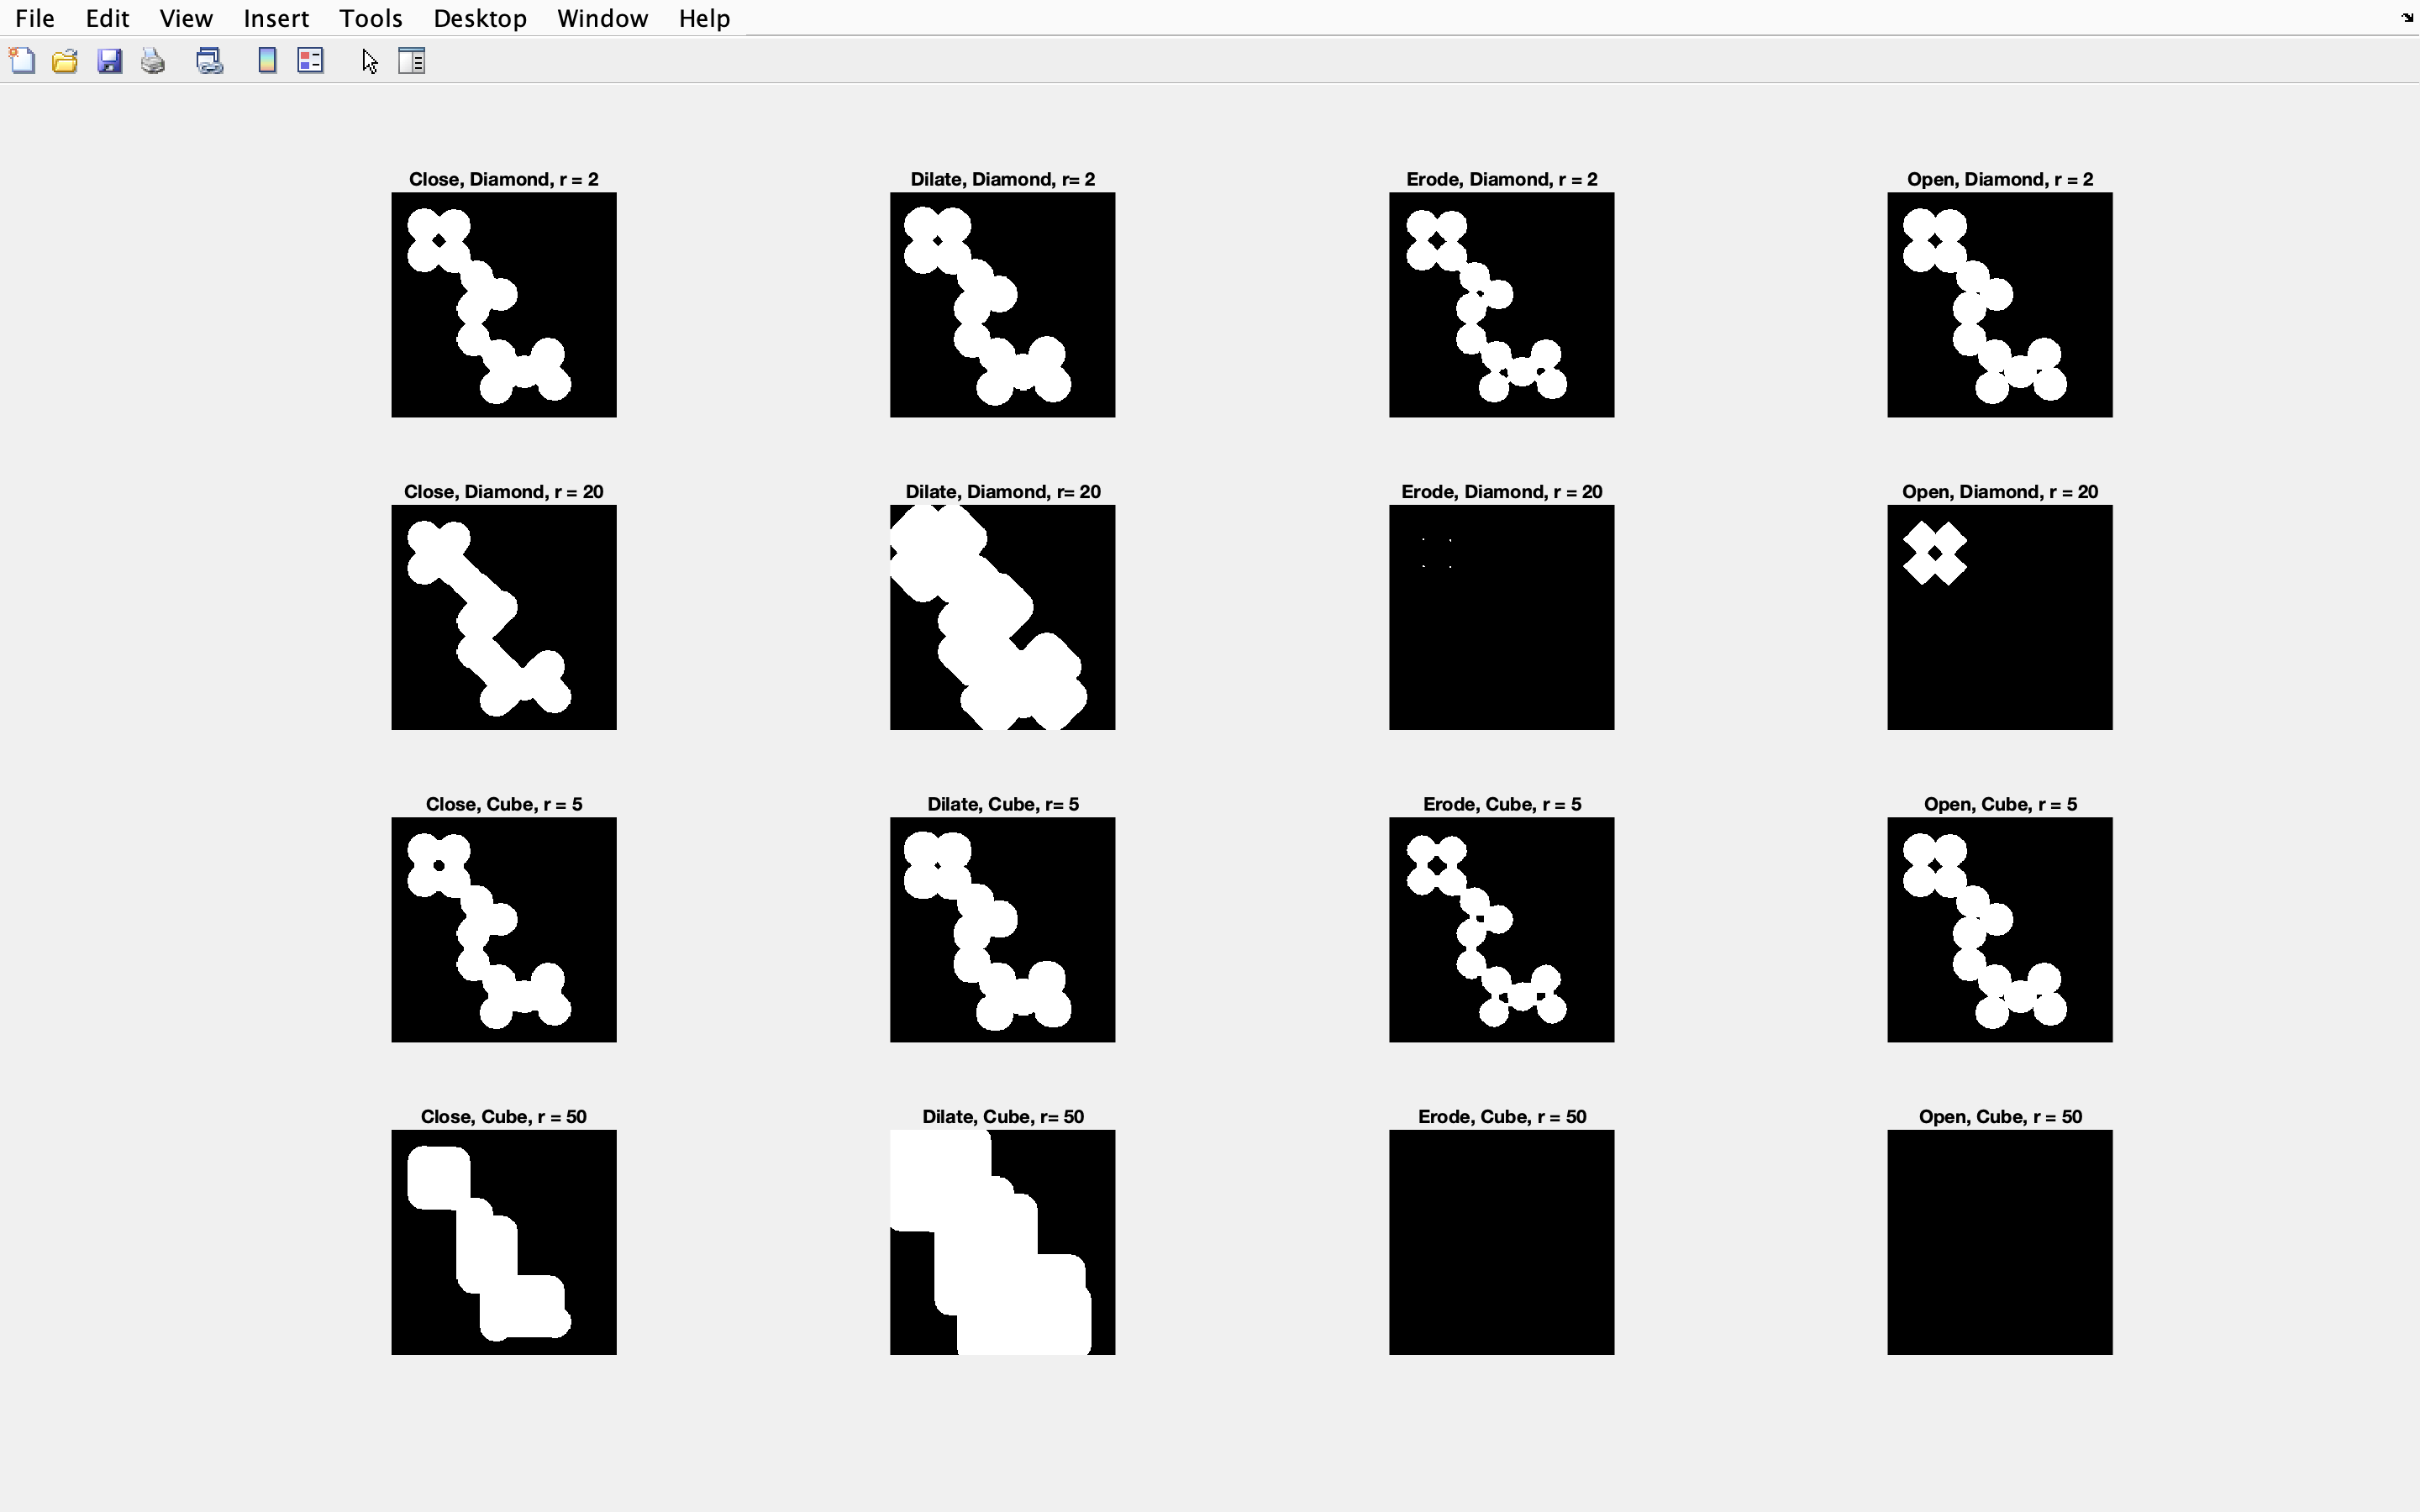 File Edit View Insert Tools Desktop Window Help
Close, Diamond, r = 2
Dilate, Diamond, r= 2
Erode, Diamond, r = 2
Open, Diamond, r = 2
Close, Diamond, r = 20
Dilate, Diamond, r= 20
Erode, Diamond, r = 20
Open, Diamond, r = 20
Close, Cube, r = 5
Dilate, Cube, r= 5
Erode, Cube, r = 5
Open, Cube, r = 5
Close, Cube, r = 50
Dilate, Cube, r= 50
Erode, Cube, r = 50
Open, Cube, r = 50